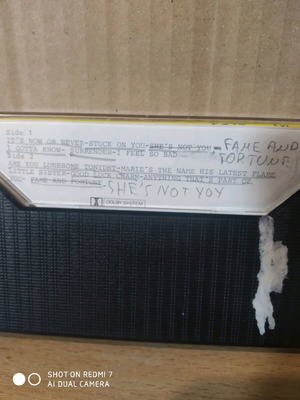 Side 1
IT'S NOW OR NEVER-STUCK ON YOU-SHE'S NOT YOU - FAME AND FORTUNE
I GOTTA KNOW- SURRENDER-I FEEL SO BAD
Side 2
ARE YOU LONESOME TONIGHT-MARIE'S THE NAME HIS LATEST FLAME
LITTLE SISTER-GOOD LUCK CHARM-ANYTHING THAT'S PART OF
YOU- FAME AND FORTUNE- SHE'S NOT YOY
DOLBY SYSTEM
SHOT ON REDMI 7
AI DUAL CAMERA